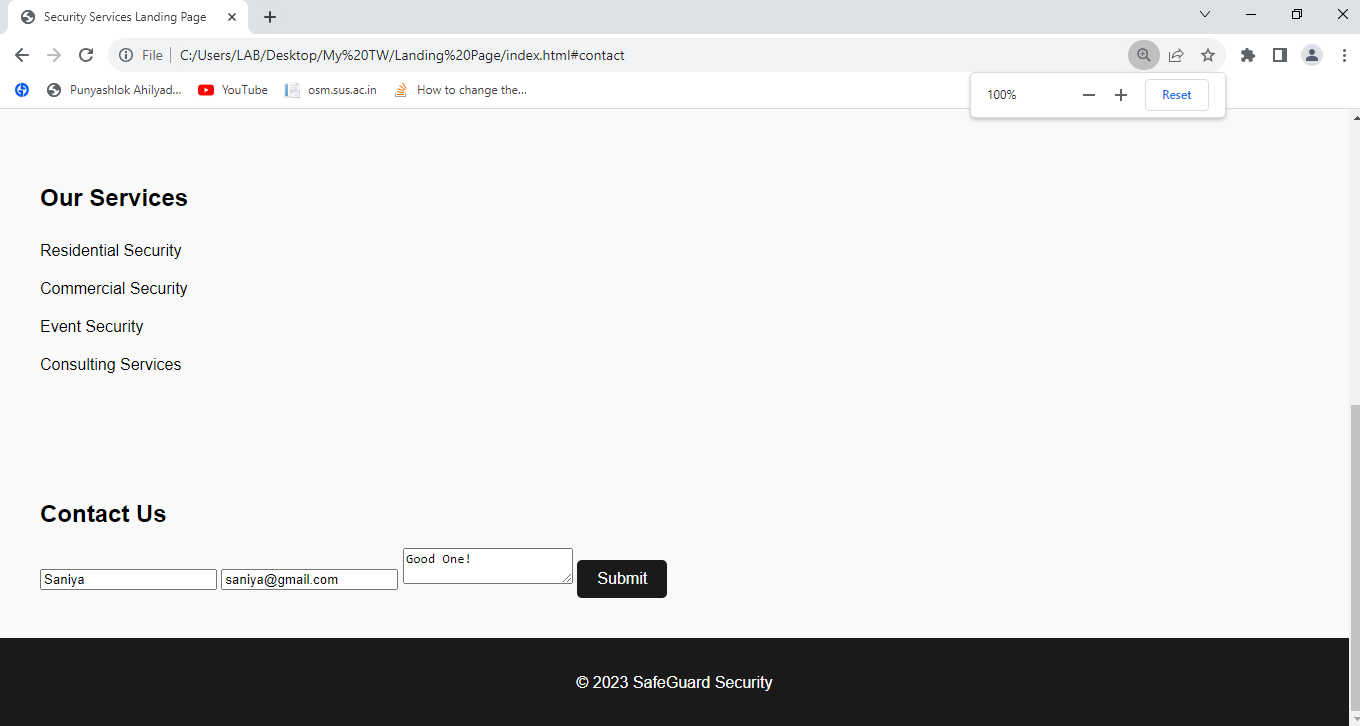 Security Services Landing Page
File C:/Users/LAB/Desktop/My%20TW/Landing%20Page/index.html#contact
Punyashlok Ahilyad... YouTube osm.sus.ac.in How to change the...
100% Reset
Our Services
Residential Security
Commercial Security
Event Security
Consulting Services
Contact Us
Saniya saniya@gmail.com Good One! Submit
© 2023 SafeGuard Security